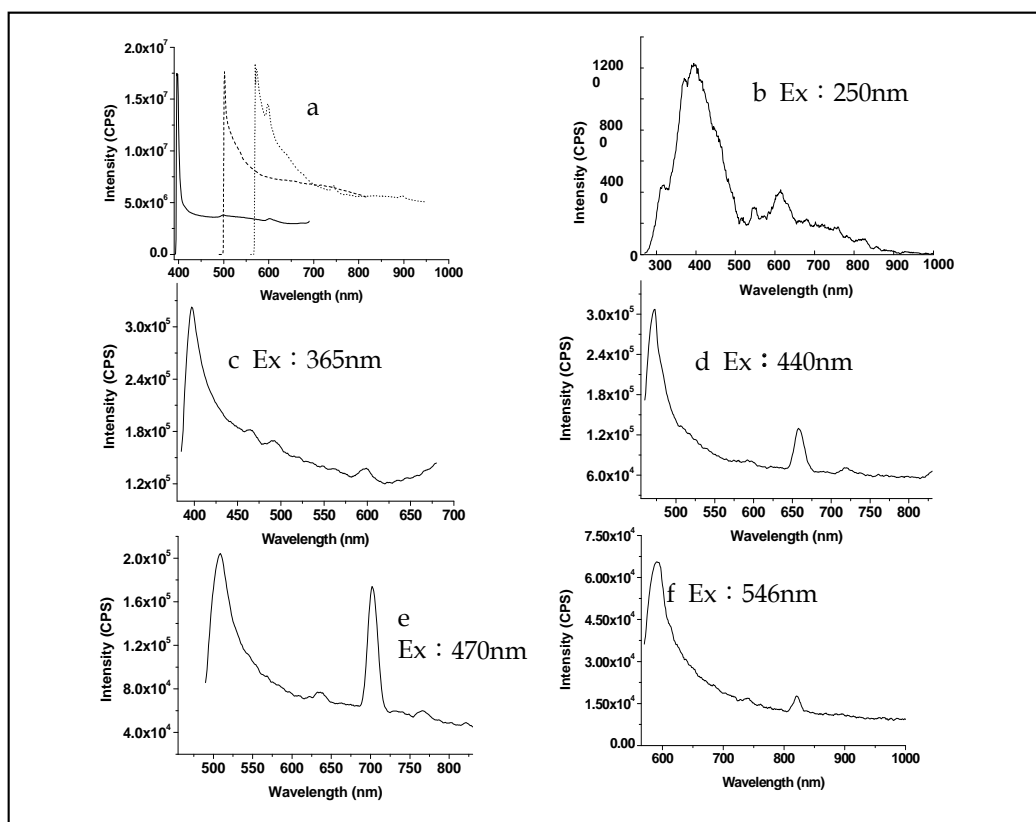 a
Intensity (CPS)
2.0x10⁷
1.5x10⁷
1.0x10⁷
5.0x10⁶
0.0
400 500 600 700 800 900 1000
Wavelength (nm)
b Ex：250nm
Intensity (CPS)
1200
0
800
0
400
0
0
300 400 500 600 700 800 900 1000
Wavelength (nm)
c Ex：365nm
Intensity (CPS)
3.0x10⁵
2.4x10⁵
1.8x10⁵
1.2x10⁵
400 450 500 550 600 650 700
Wavelength (nm)
d Ex：440nm
Intensity (CPS)
3.0x10⁵
2.4x10⁵
1.8x10⁵
1.2x10⁵
6.0x10⁴
500 550 600 650 700 750 800
Wavelength (nm)
e
Ex：470nm
Intensity (CPS)
2.0x10⁵
1.6x10⁵
1.2x10⁵
8.0x10⁴
4.0x10⁴
500 550 600 650 700 750 800
Wavelength (nm)
f Ex：546nm
Intensity (CPS)
7.50x10⁴
6.00x10⁴
4.50x10⁴
3.00x10⁴
1.50x10⁴
0.00
600 700 800 900 1000
Wavelength (nm)